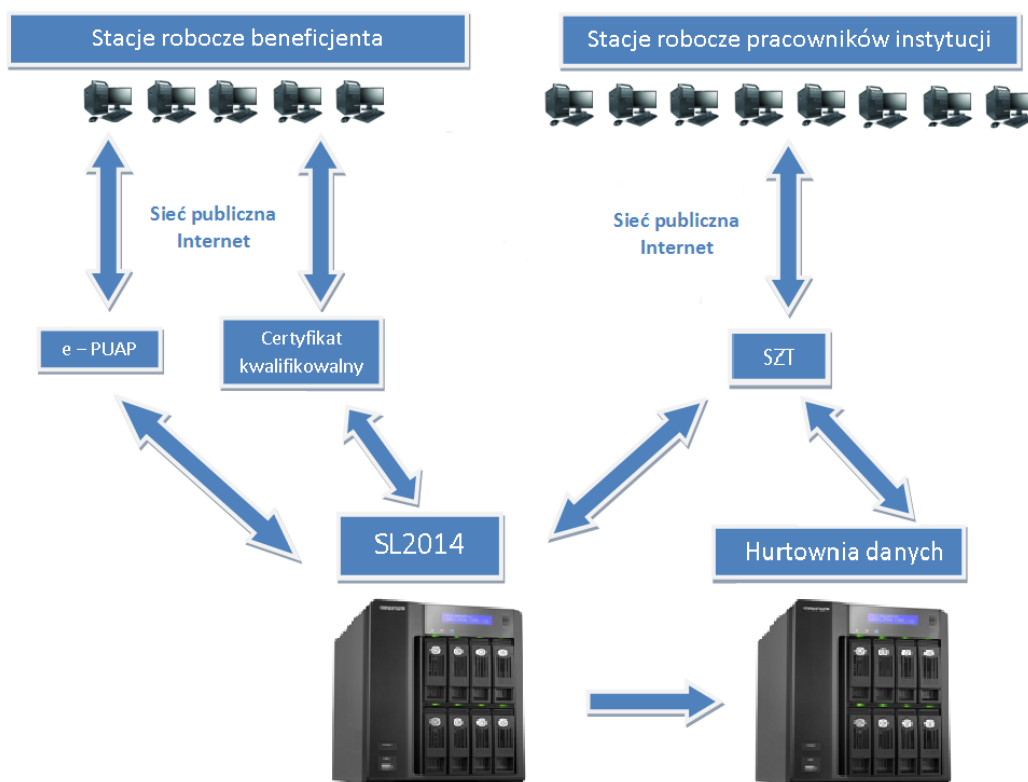 Stacje robocze beneficjenta
Stacje robocze pracowników instytucji
Sieć publiczna
Internet
Sieć publiczna
Internet
e – PUAP
Certyfikat
kwalifikowalny
SZT
SL2014
Hurtownia danych